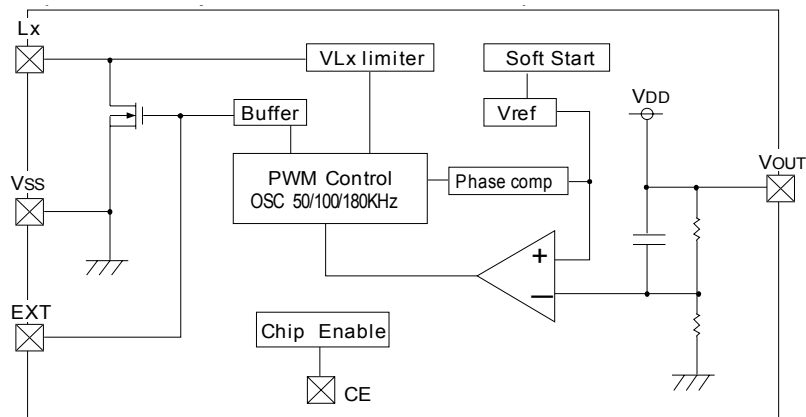 Lx
VLx limiter
Soft Start
Buffer
Vref
VDD
VSS
PWM Control
OSC 50/100/180KHz
Phase comp
VOUT
+
−
EXT
Chip Enable
CE